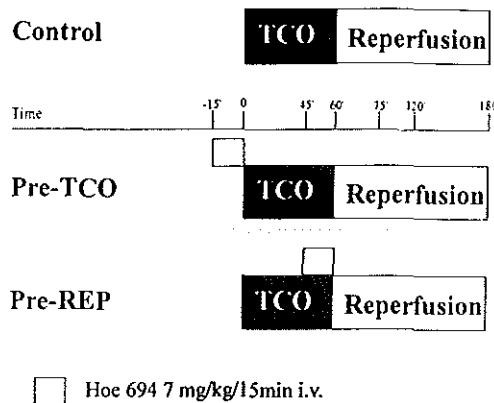 Control TCO Reperfusion
Time -15' 0 45' 60' 75' 120' 180'
Pre-TCO TCO Reperfusion
Pre-REP TCO Reperfusion
Hoe 694 7 mg/kg/15min i.v.